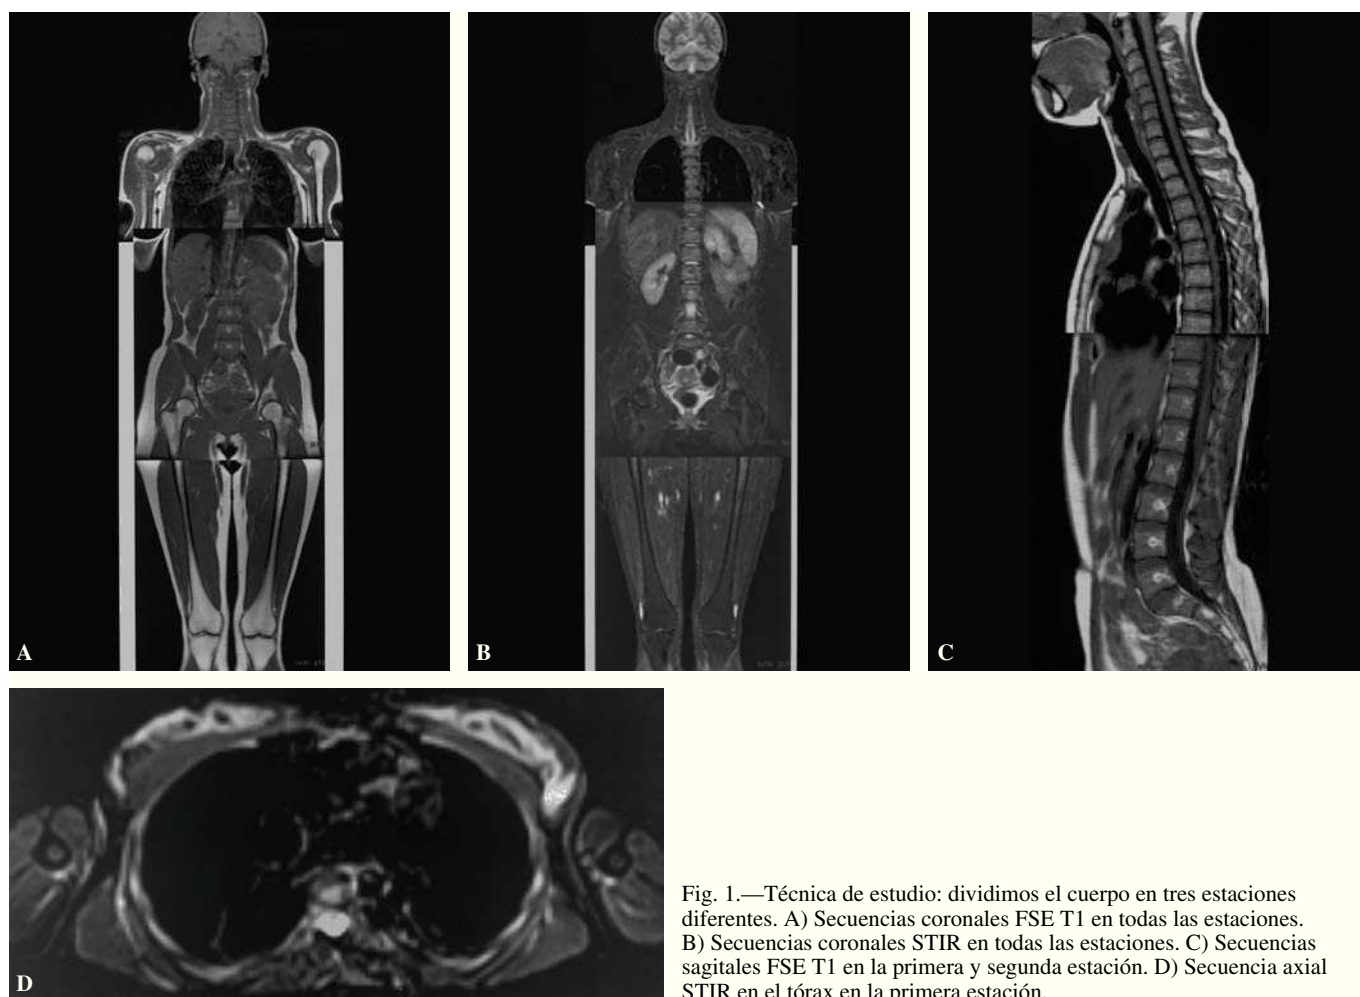 A
B
C
D
Fig. 1.—Técnica de estudio: dividimos el cuerpo en tres estaciones
diferentes. A) Secuencias coronales FSE T1 en todas las estaciones.
B) Secuencias coronales STIR en todas las estaciones. C) Secuencias
sagitales FSE T1 en la primera y segunda estación. D) Secuencia axial
STIR en el tórax en la primera estación.